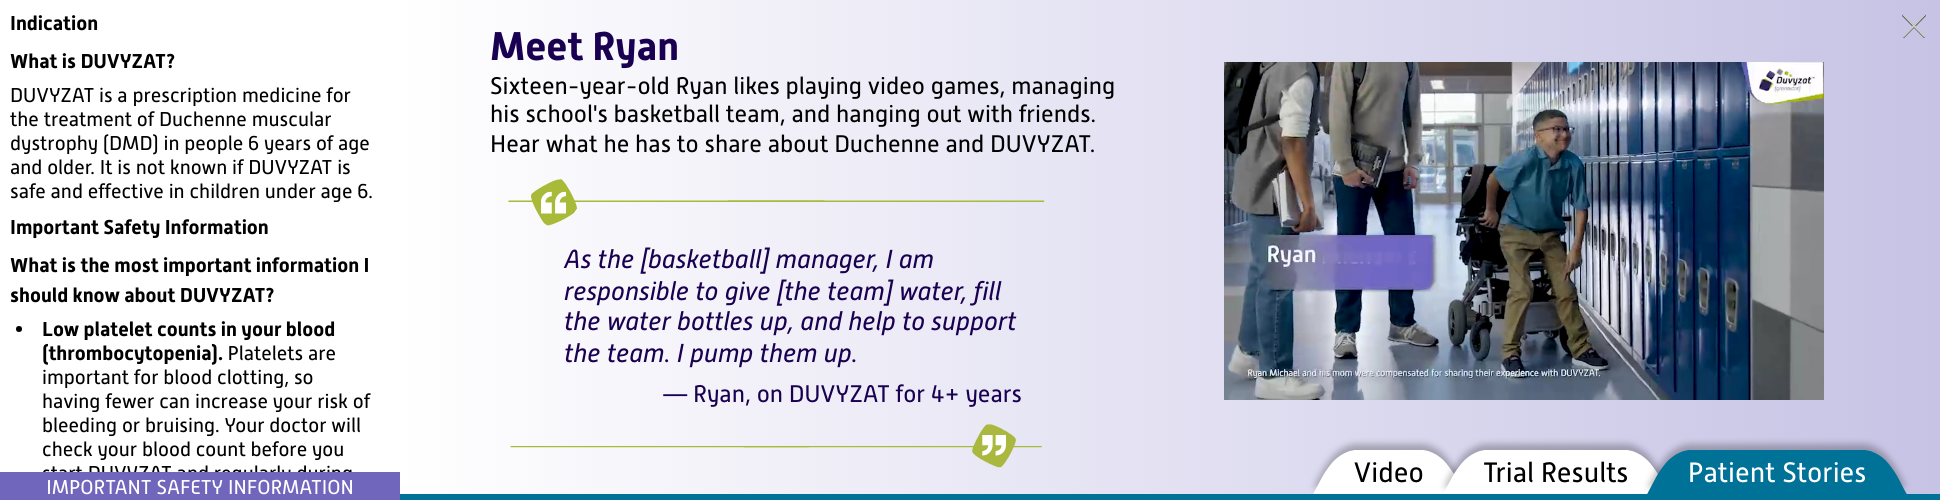 Indication
What is DUVYZAT?
DUVYZAT is a prescription medicine for
the treatment of Duchenne muscular
dystrophy (DMD) in people 6 years of age
and older. It is not known if DUVYZAT is
safe and effective in children under age 6.
Important Safety Information
What is the most important information I
should know about DUVYZAT?
• Low platelet counts in your blood
(thrombocytopenia). Platelets are
important for blood clotting, so
having fewer can increase your risk of
bleeding or bruising. Your doctor will
check your blood count before you
start DUVYZAT and regularly during
IMPORTANT SAFETY INFORMATION
Meet Ryan
Sixteen-year-old Ryan likes playing video games, managing
his school's basketball team, and hanging out with friends.
Hear what he has to share about Duchenne and DUVYZAT.
“
As the [basketball] manager, I am
responsible to give [the team] water, fill
the water bottles up, and help to support
the team. I pump them up.
— Ryan, on DUVYZAT for 4+ years
”
Duvyzat
Ryan
Ryan Michael and his mom were compensated for sharing their experience with DUVYZAT.
Video
Trial Results
Patient Stories